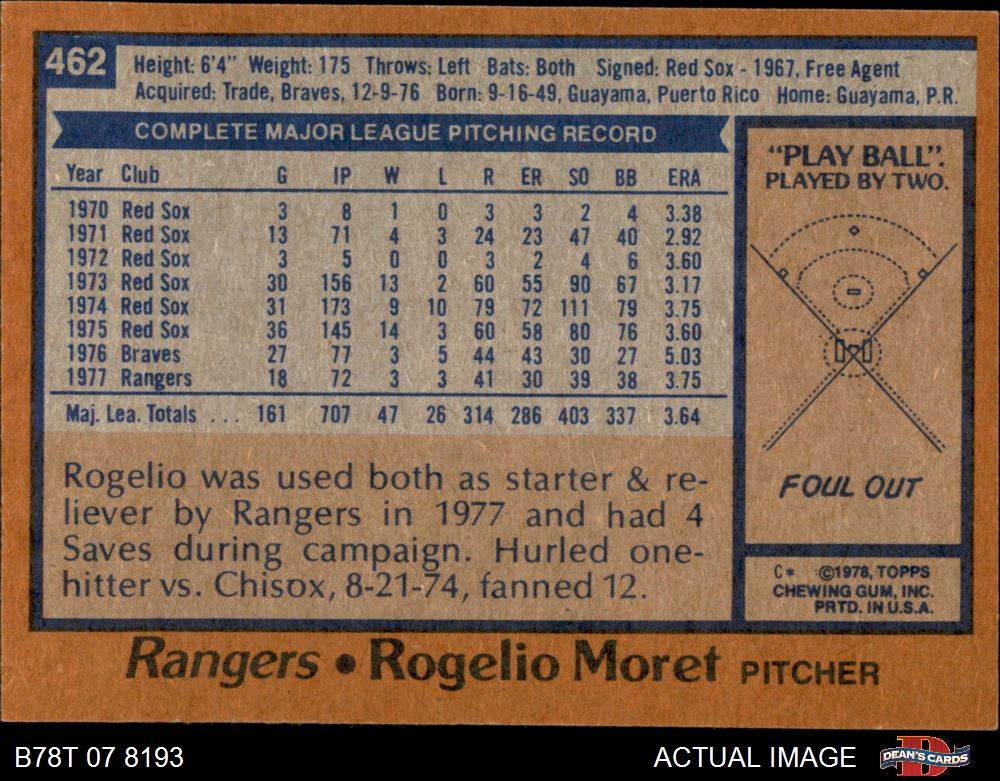 462
Height: 6'4" Weight: 175 Throws: Left Bats: Both Signed: Red Sox - 1967, Free Agent
Acquired: Trade, Braves, 12-9-76 Born: 9-16-49, Guayama, Puerto Rico Home: Guayama, P.R.
COMPLETE MAJOR LEAGUE PITCHING RECORD
Year Club G IP W L R ER SO BB ERA
1970 Red Sox 3 8 1 0 3 3 2 4 3.38
1971 Red Sox 13 71 4 3 24 23 47 40 2.92
1972 Red Sox 3 5 0 0 3 2 4 6 3.60
1973 Red Sox 30 156 13 2 60 55 90 67 3.17
1974 Red Sox 31 173 9 10 79 72 111 79 3.75
1975 Red Sox 36 145 14 3 60 58 80 76 3.60
1976 Braves 27 77 3 5 44 43 30 27 5.03
1977 Rangers 18 72 3 3 41 30 39 38 3.75
Maj. Lea. Totals ... 161 707 47 26 314 286 403 337 3.64
Rogelio was used both as starter & re-
liever by Rangers in 1977 and had 4
Saves during campaign. Hurled one-
hitter vs. Chisox, 8-21-74, fanned 12.
"PLAY BALL".
PLAYED BY TWO.
FOUL OUT
C* ©1978, TOPPS
CHEWING GUM, INC.
PRTD. IN U.S.A.
Rangers • Rogelio Moret PITCHER
B78T 07 8193
ACTUAL IMAGE
DEAN'S CARDS